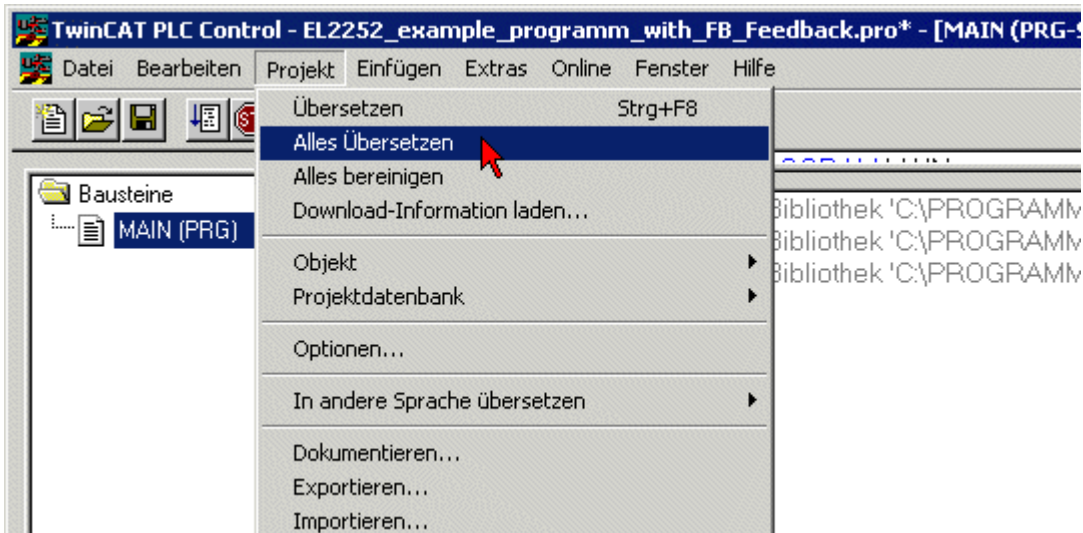 TwinCAT PLC Control - EL2252_example_programm_with_FB_Feedback.pro* - [MAIN (PRG-S
Datei Bearbeiten Projekt Einfügen Extras Online Fenster Hilfe
Übersetzen Strg+F8
Alles Übersetzen
Alles bereinigen
Download-Information laden...
Objekt
Projektdatenbank
Optionen...
In andere Sprache übersetzen
Dokumentieren...
Exportieren...
Importieren...
Bausteine
MAIN (PRG)
Bibliothek 'C:\PROGRAMM
Bibliothek 'C:\PROGRAMM
Bibliothek 'C:\PROGRAMM